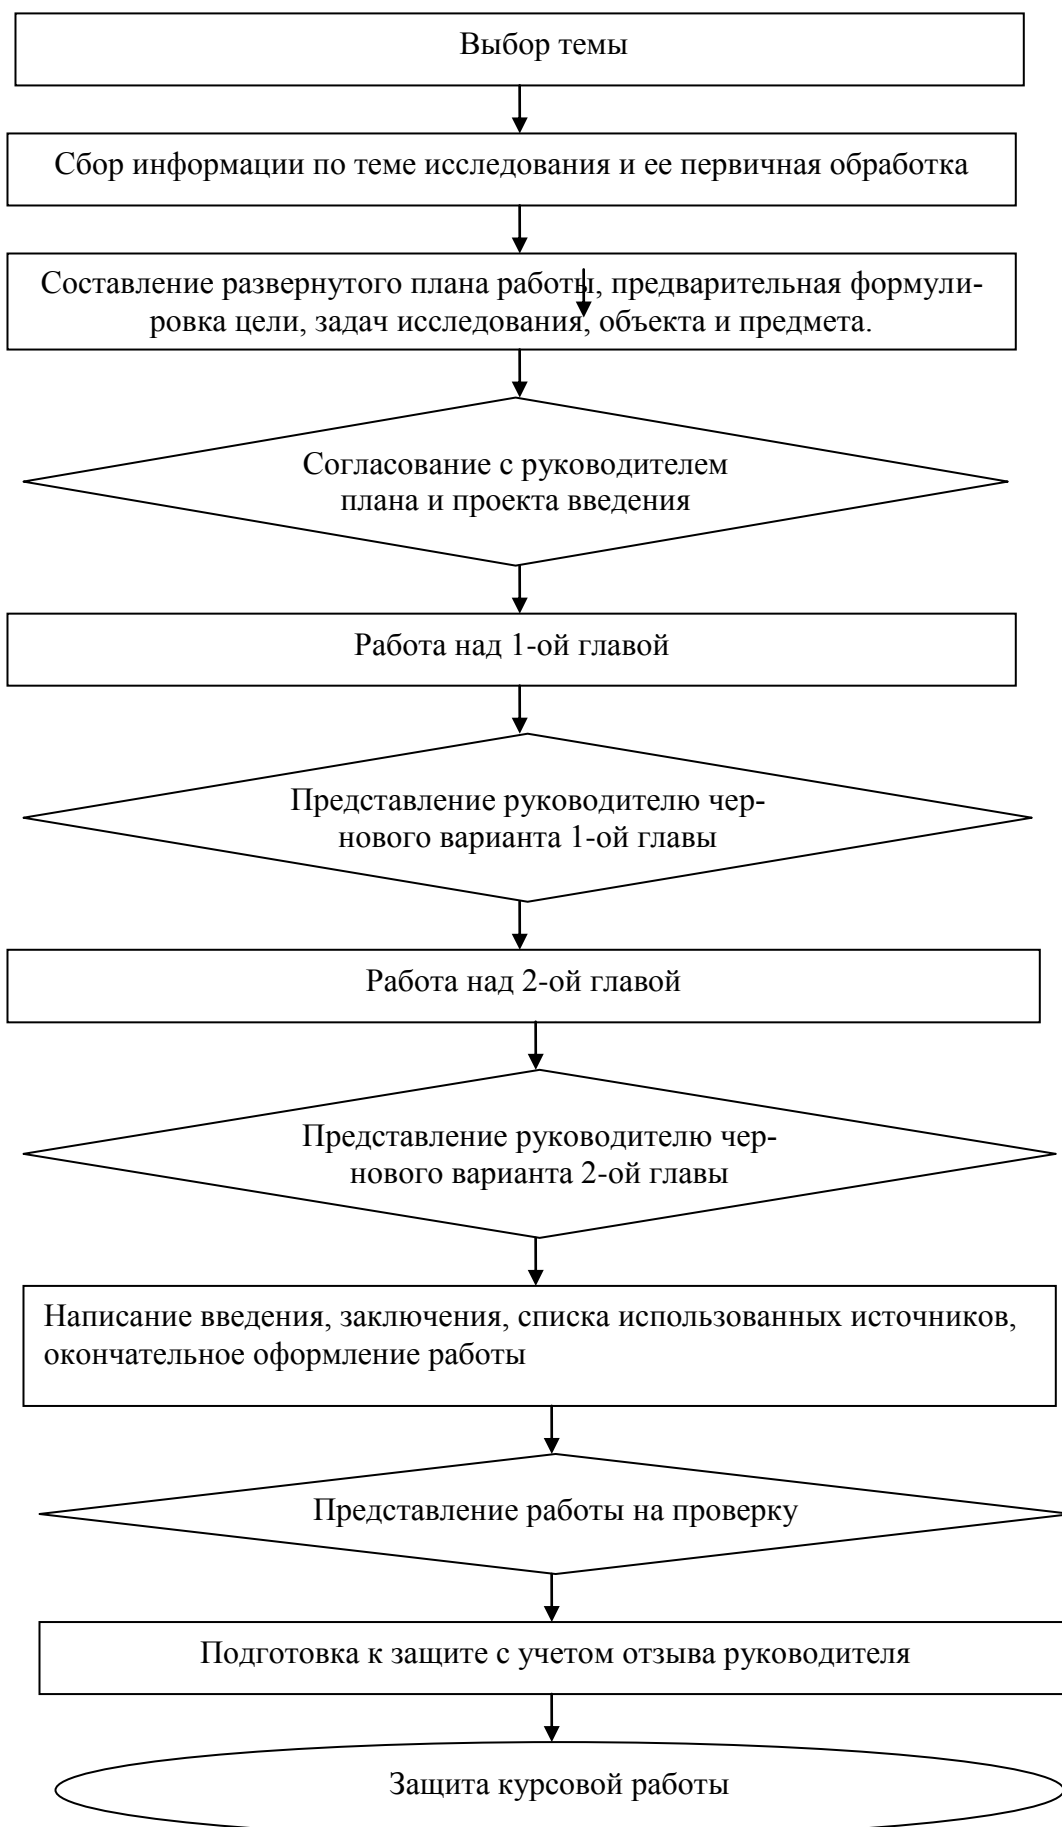 Выбор темы
Сбор информации по теме исследования и ее первичная обработка
Составление развернутого плана работы, предварительная формули-
ровка цели, задач исследования, объекта и предмета.
Согласование с руководителем
плана и проекта введения
Работа над 1-ой главой
Представление руководителю чер-
нового варианта 1-ой главы
Работа над 2-ой главой
Представление руководителю чер-
нового варианта 2-ой главы
Написание введения, заключения, списка использованных источников,
окончательное оформление работы
Представление работы на проверку
Подготовка к защите с учетом отзыва руководителя
Защита курсовой работы